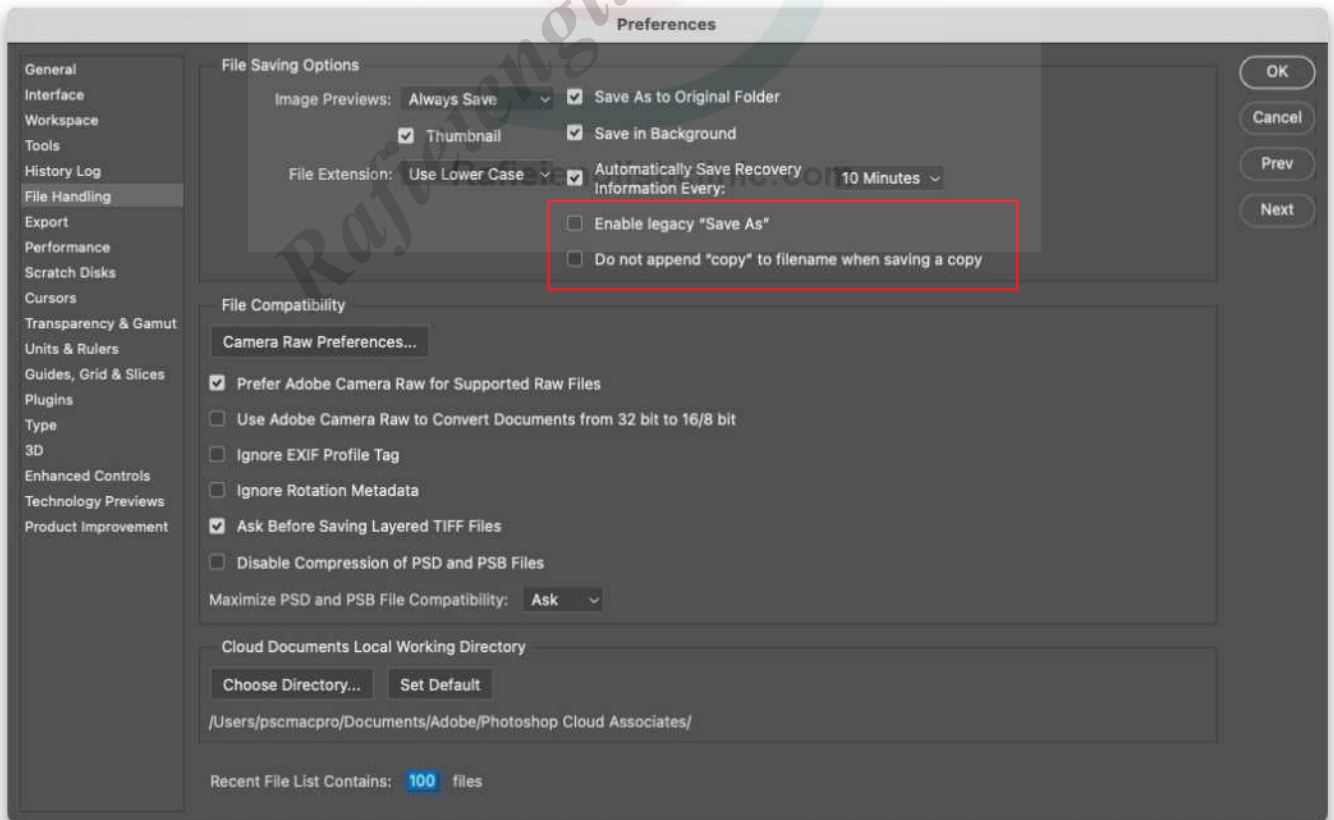 Preferences
General
Interface
Workspace
Tools
History Log
File Handling
Export
Performance
Scratch Disks
Cursors
Transparency & Gamut
Units & Rulers
Guides, Grid & Slices
Plugins
Type
3D
Enhanced Controls
Technology Previews
Product Improvement
File Saving Options
Image Previews: Always Save
Thumbnail
File Extension: Use Lower Case
Save As to Original Folder
Save in Background
Automatically Save Recovery
Information Every: 10 Minutes
Enable legacy "Save As"
Do not append "copy" to filename when saving a copy
File Compatibility
Camera Raw Preferences...
Prefer Adobe Camera Raw for Supported Raw Files
Use Adobe Camera Raw to Convert Documents from 32 bit to 16/8 bit
Ignore EXIF Profile Tag
Ignore Rotation Metadata
Ask Before Saving Layered TIFF Files
Disable Compression of PSD and PSB Files
Maximize PSD and PSB File Compatibility: Ask
Cloud Documents Local Working Directory
Choose Directory... Set Default
/Users/pscmacpro/Documents/Adobe/Photoshop Cloud Associates/
Recent File List Contains: 100 files
OK
Cancel
Prev
Next